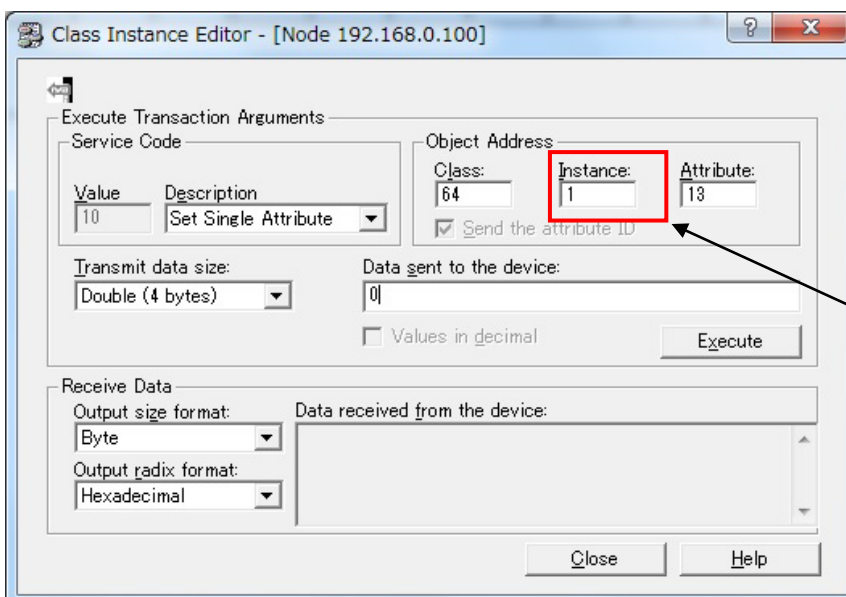 Class Instance Editor - [Node 192.168.0.100]
Execute Transaction Arguments
Service Code
Object Address
Value Description
10 Set Single Attribute
Class: Instance: Attribute:
64 1 13
Send the attribute ID
Transmit data size: Data sent to the device:
Double (4 bytes) 0
Values in decimal
Execute
Receive Data
Output size format: Data received from the device:
Byte
Output radix format:
Hexadecimal
Close Help